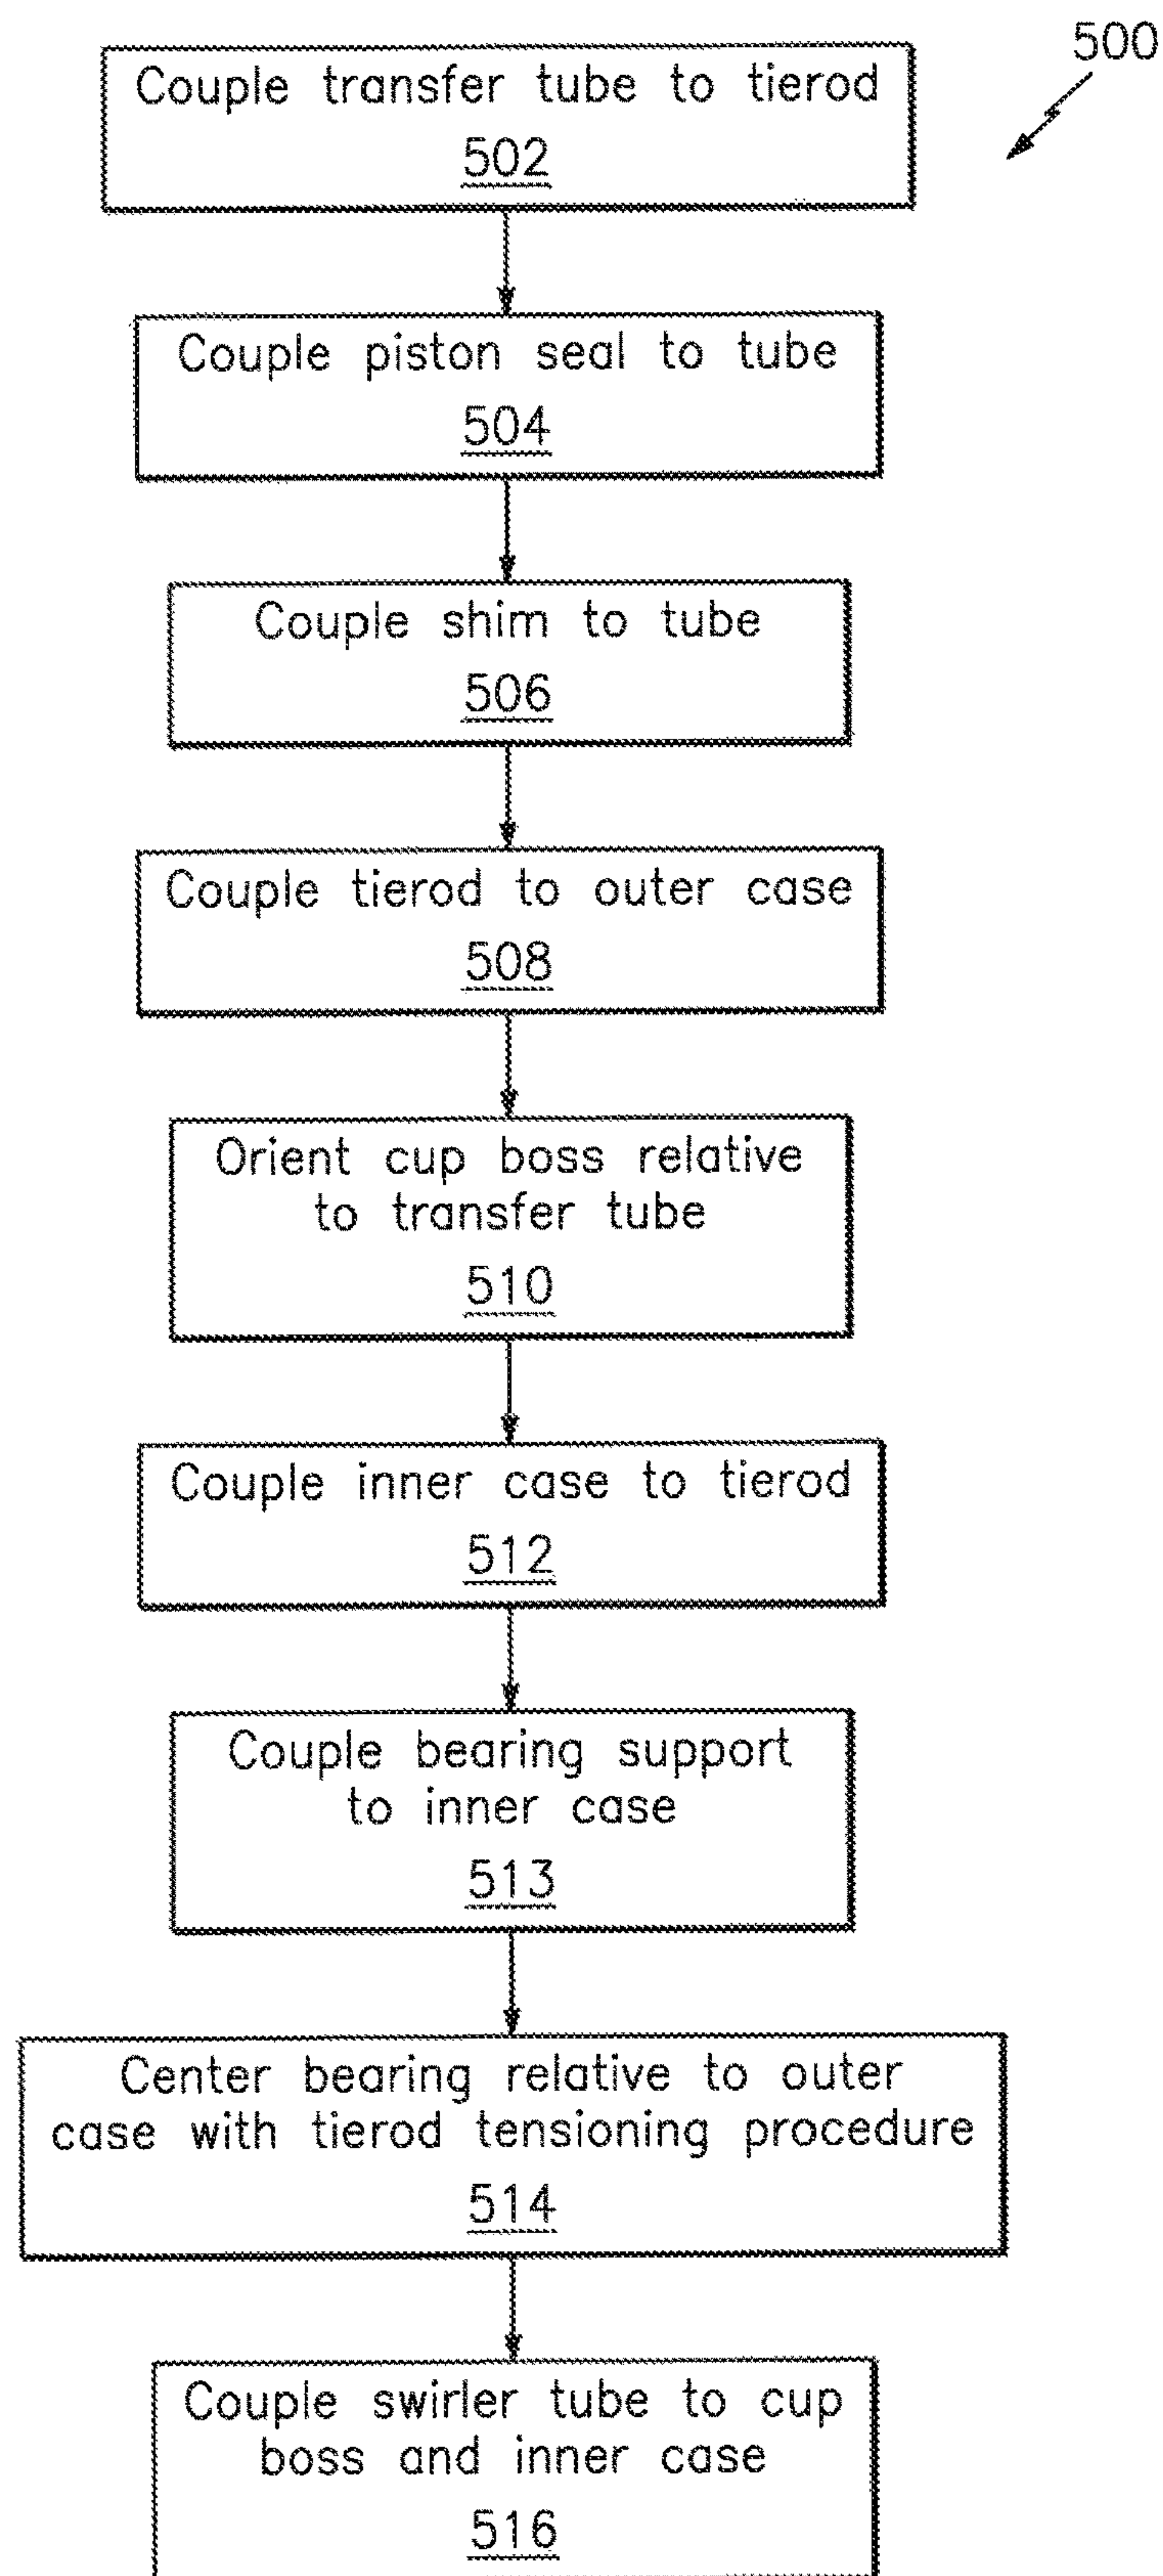 500
Couple transfer tube to tierod
502
Couple piston seal to tube
504
Couple shim to tube
506
Couple tierod to outer case
508
Orient cup boss relative
to transfer tube
510
Couple inner case to tierod
512
Couple bearing support
to inner case
513
Center bearing relative to outer
case with tierod tensioning procedure
514
Couple swirler tube to cup
boss and inner case
516